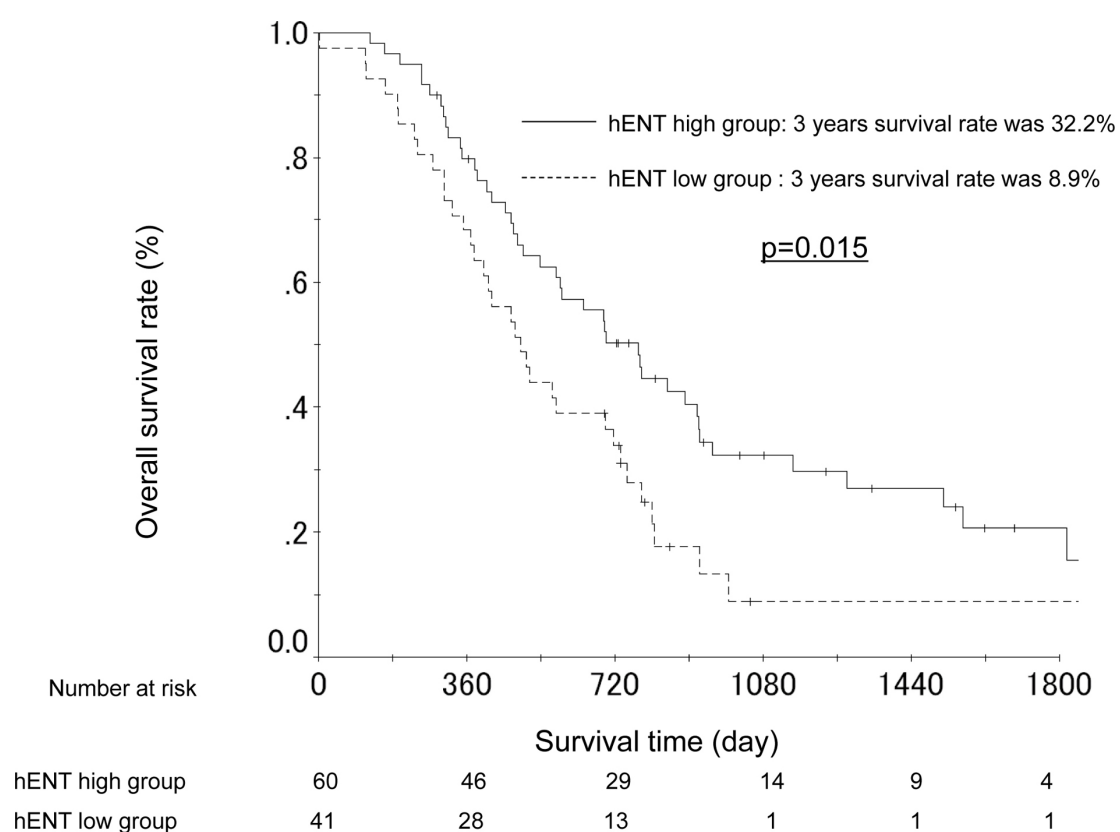 1.0
hENT high group: 3 years survival rate was 32.2%
.8
hENT low group : 3 years survival rate was 8.9%
p=0.015
.6
Overall survival rate (%)
.4
.2
0.0
Number at risk 0 360 720 1080 1440 1800
Survival time (day)
hENT high group 60 46 29 14 9 4
hENT low group 41 28 13 1 1 1